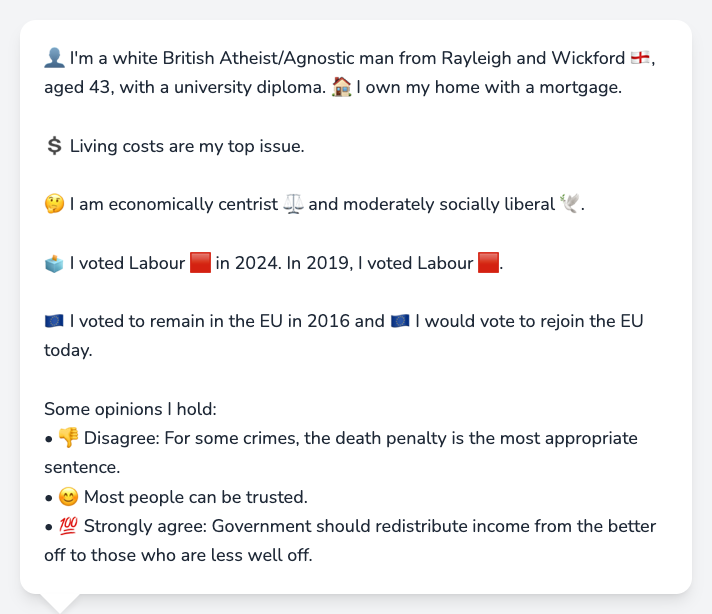 👤 I'm a white British Atheist/Agnostic man from Rayleigh and Wickford 🏴󠁧󠁢󠁥󠁮󠁧󠁿,
aged 43, with a university diploma. 🏠 I own my home with a mortgage.
💲 Living costs are my top issue.
🤔 I am economically centrist ⚖️ and moderately socially liberal 🕊️.
🗳️ I voted Labour 🟥 in 2024. In 2019, I voted Labour 🟥.
🇪🇺 I voted to remain in the EU in 2016 and 🇪🇺 I would vote to rejoin the EU
today.
Some opinions I hold:
• 👎 Disagree: For some crimes, the death penalty is the most appropriate
sentence.
• 😊 Most people can be trusted.
• 💯 Strongly agree: Government should redistribute income from the better
off to those who are less well off.